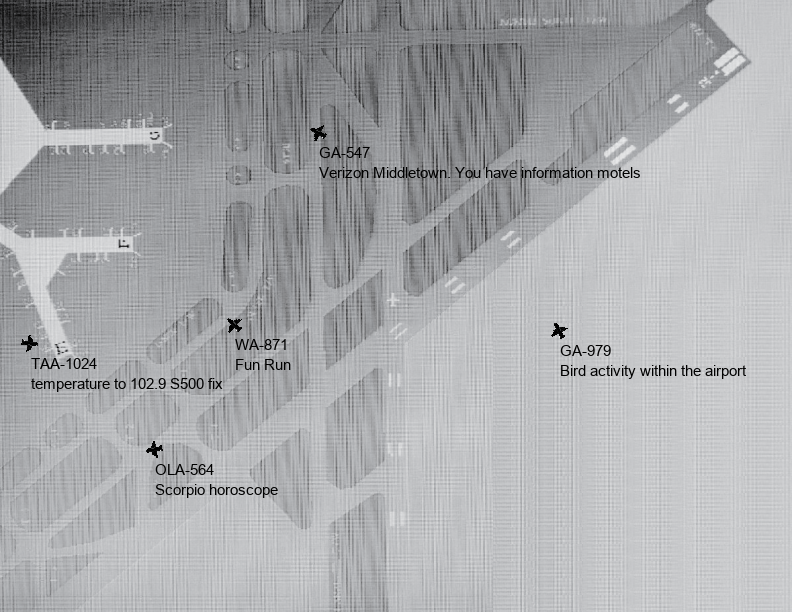 GA-547
Verizon Middletown. You have information motels
WA-871
Fun Run
GA-979
Bird activity within the airport
TAA-1024
temperature to 102.9 S500 fix
OLA-564
Scorpio horoscope